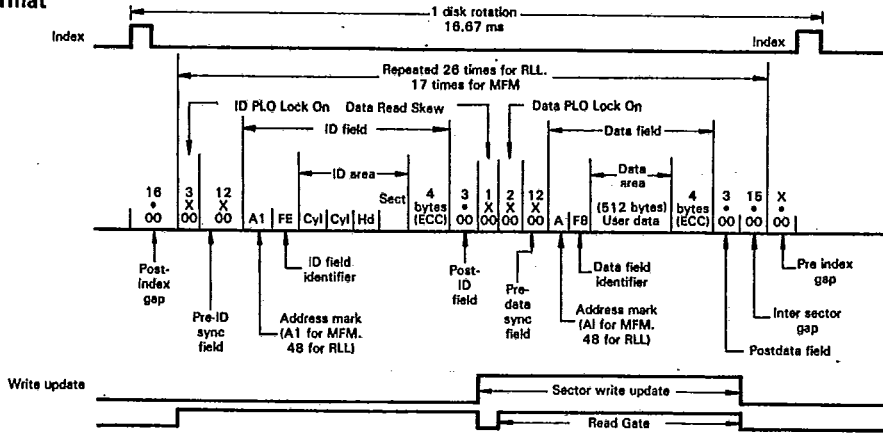 rmat
1 disk rotation
16.67 ms
Index
Index
Repeated 26 times for RLL.
17 times for MFM
ID PLO Lock On
Data Read Skew
Data PLO Lock On
ID field
Data field
ID area
Data area
16 • 00
3 X 00
12 X 00
A1
FE
Cyl
Cyl
Hd
Sect
4 bytes (ECC)
3 • 00
1 X 00
2 X 00
12 X 00
A
F8
(512 bytes) User data
4 bytes (ECC)
3 • 00
15 • 00
X • 00
Post-index gap
Pre-ID sync field
Address mark (A1 for MFM. 48 for RLL)
ID field identifier
Post-ID field
Pre-data sync field
Address mark (AI for MFM. 48 for RLL)
Data field identifier
Pre index gap
Inter sector gap
Postdata field
Write update
Sector write update
Read Gate